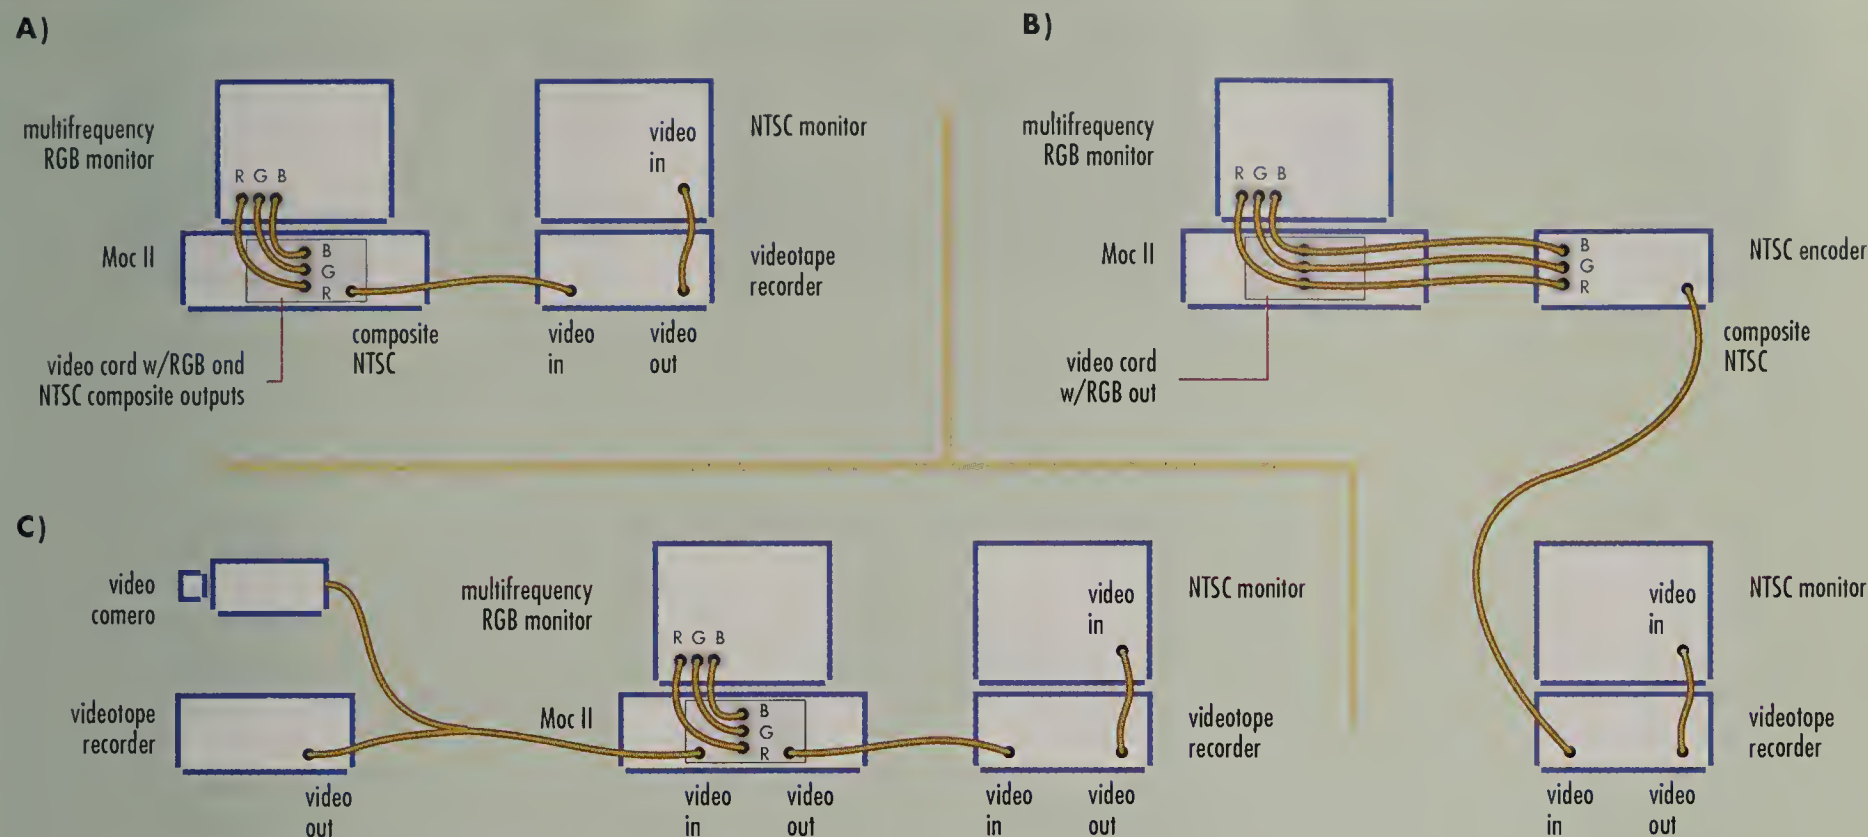 A)
multifrequency
RGB monitor
R G B
Moc II
B
G
R
video cord w/RGB ond
NTSC composite outputs
composite
NTSC
video
in
NTSC monitor
videotape
recorder
video
in
video
out
B)
multifrequency
RGB monitor
R G B
Moc II
video cord
w/RGB out
B
G
R
NTSC encoder
composite
NTSC
video
in
NTSC monitor
videotope
recorder
video
in
video
out
C)
video
comero
videotope
recorder
video
out
multifrequency
RGB monitor
R G B
Moc II
B
G
R
video
in
video
out
video
in
NTSC monitor
videotope
recorder
video
in
video
out